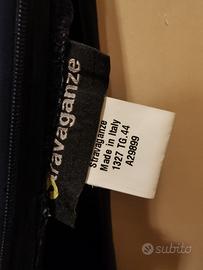 Stravaganze
Stravaganze
Made in Italy
1327 TG.44
A29899
subito